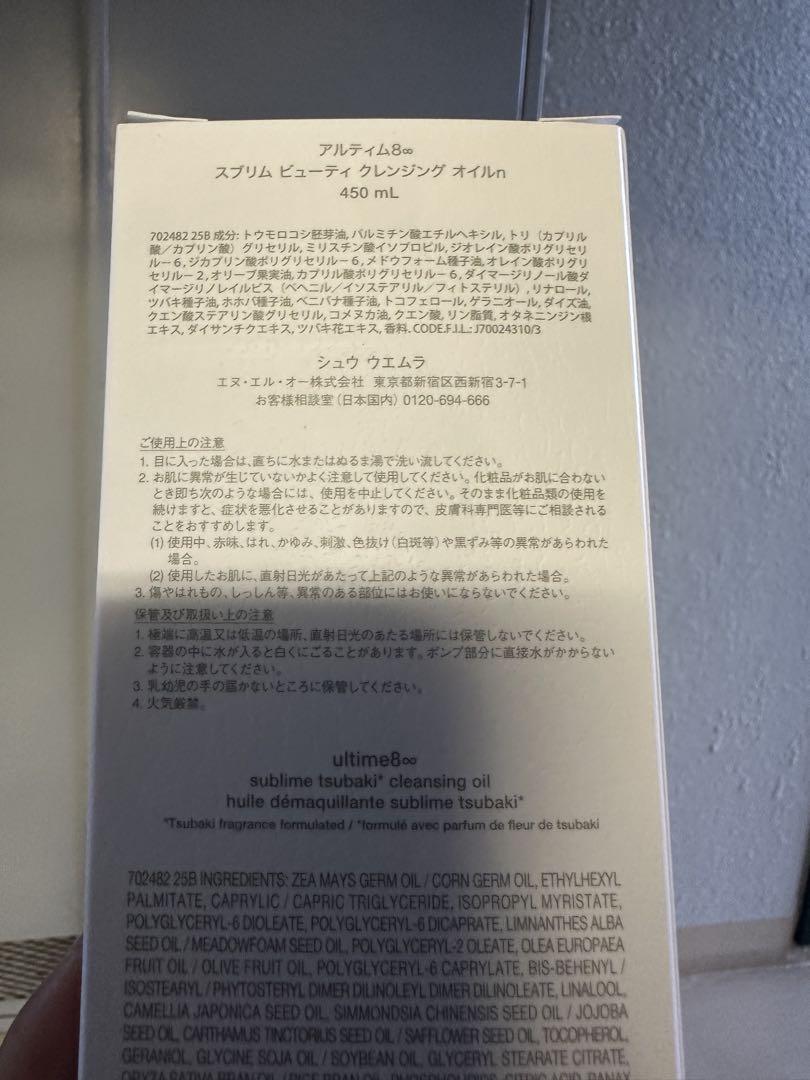 アルティム8∞
スブリム ビューティ クレンジング オイルn
450 mL
702482 25B 成分: トウモロコシ胚芽油, パルミチン酸エチルヘキシル, トリ（カプリル
酸／カプリン酸）グリセリル, ミリスチン酸イソプロピル, ジオレイン酸ポリグリセリ
ル－6, ジカプリン酸ポリグリセリル－6, メドウフォーム種子油, オレイン酸ポリグリ
セリル－2, オリーブ果実油, カプリル酸ポリグリセリル－6, ダイマージリノール酸ダ
イマージリノレイルビス（ベヘニル／イソステアリル／フィトステリル）, リナロール,
ツバキ種子油, ホホバ種子油, ベニバナ種子油, トコフェロール, ゲラニオール, ダイズ油,
クエン酸ステアリン酸グリセリル, コメヌカ油, クエン酸, リン脂質, オタネニンジン根
エキス, ダイサンチクエキス, ツバキ花エキス, 香料. CODE.F.I.L.: J70024310/3
シュウ ウエムラ
エヌ・エル・オー株式会社 東京都新宿区西新宿3-7-1
お客様相談室（日本国内）0120-694-666
ご使用上の注意
1. 目に入った場合は、直ちに水またはぬるま湯で洗い流してください。
2. お肌に異常が生じていないかよく注意して使用してください。化粧品がお肌に合わない
とき即ち次のような場合には、使用を中止してください。そのまま化粧品類の使用を
続けますと、症状を悪化させることがありますので、皮膚科専門医等にご相談される
ことをおすすめします。
(1) 使用中、赤味、はれ、かゆみ、刺激、色抜け（白斑等）や黒ずみ等の異常があらわれた
場合。
(2) 使用したお肌に、直射日光があたって上記のような異常があらわれた場合。
3. 傷やはれもの、しっしん等、異常のある部位にはお使いにならないでください。
保管及び取扱い上の注意
1. 極端に高温又は低温の場所、直射日光のあたる場所には保管しないでください。
2. 容器の中に水が入ると白くにごることがあります。ポンプ部分に直接水がかからない
ように注意してください。
3. 乳幼児の手の届かないところに保管してください。
4. 火気厳禁。
ultime8∞
sublime tsubaki* cleansing oil
huile démaquillante sublime tsubaki*
*Tsubaki fragrance formulated / *formulé avec parfum de fleur de tsubaki
702482 25B INGREDIENTS: ZEA MAYS GERM OIL / CORN GERM OIL, ETHYLHEXYL
PALMITATE, CAPRYLIC / CAPRIC TRIGLYCERIDE, ISOPROPYL MYRISTATE,
POLYGLYCERYL-6 DIOLEATE, POLYGLYCERYL-6 DICAPRATE, LIMNANTHES ALBA
SEED OIL / MEADOWFOAM SEED OIL, POLYGLYCERYL-2 OLEATE, OLEA EUROPAEA
FRUIT OIL / OLIVE FRUIT OIL, POLYGLYCERYL-6 CAPRYLATE, BIS-BEHENYL /
ISOSTEARYL / PHYTOSTERYL DIMER DILINOLEYL DIMER DILINOLEATE, LINALOOL,
CAMELLIA JAPONICA SEED OIL, SIMMONDSIA CHINENSIS SEED OIL / JOJOBA
SEED OIL, CARTHAMUS TINCTORIUS SEED OIL / SAFFLOWER SEED OIL, TOCOPHEROL,
GERANIOL, GLYCINE SOJA OIL / SOYBEAN OIL, GLYCERYL STEARATE CITRATE,
ORYZA SATIVA BRAN OIL / RICE BRAN OIL, PHOSPHOLIPIDS, CITRIC ACID, PANAX